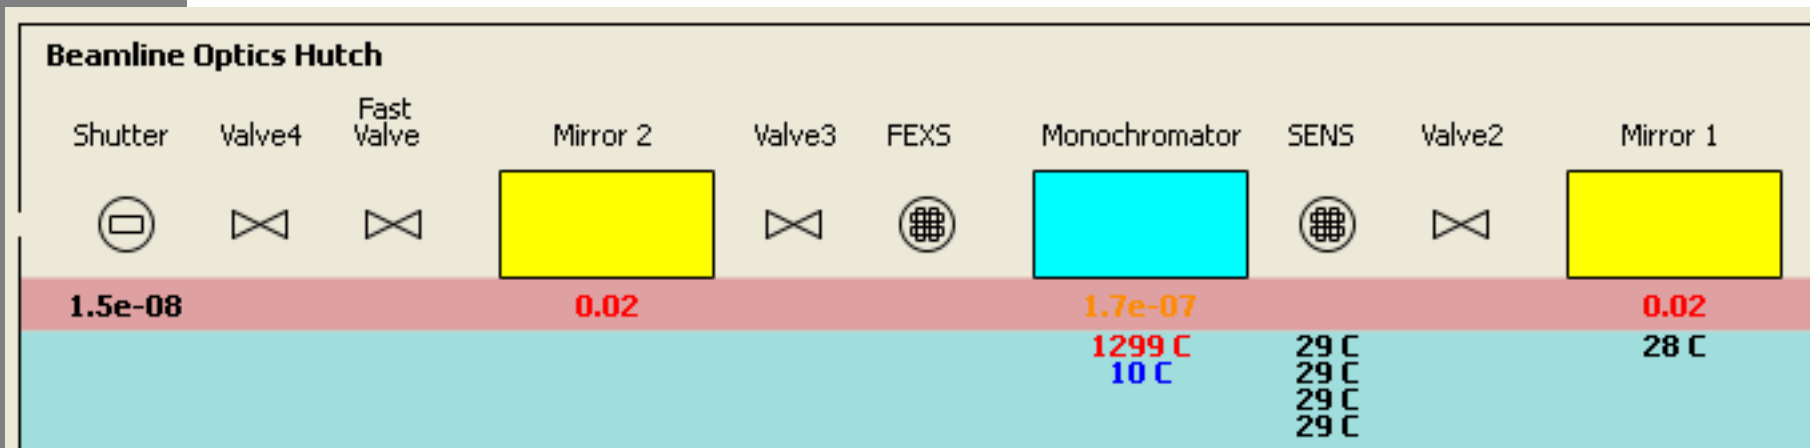 Beamline Optics Hutch
Shutter Valve4 Fast Valve Mirror 2 Valve3 FEXS Monochromator SENS Valve2 Mirror 1
1.5e-08 0.02 1.7e-07 0.02
1299 C 29 C 28 C
10 C 29 C
29 C
29 C